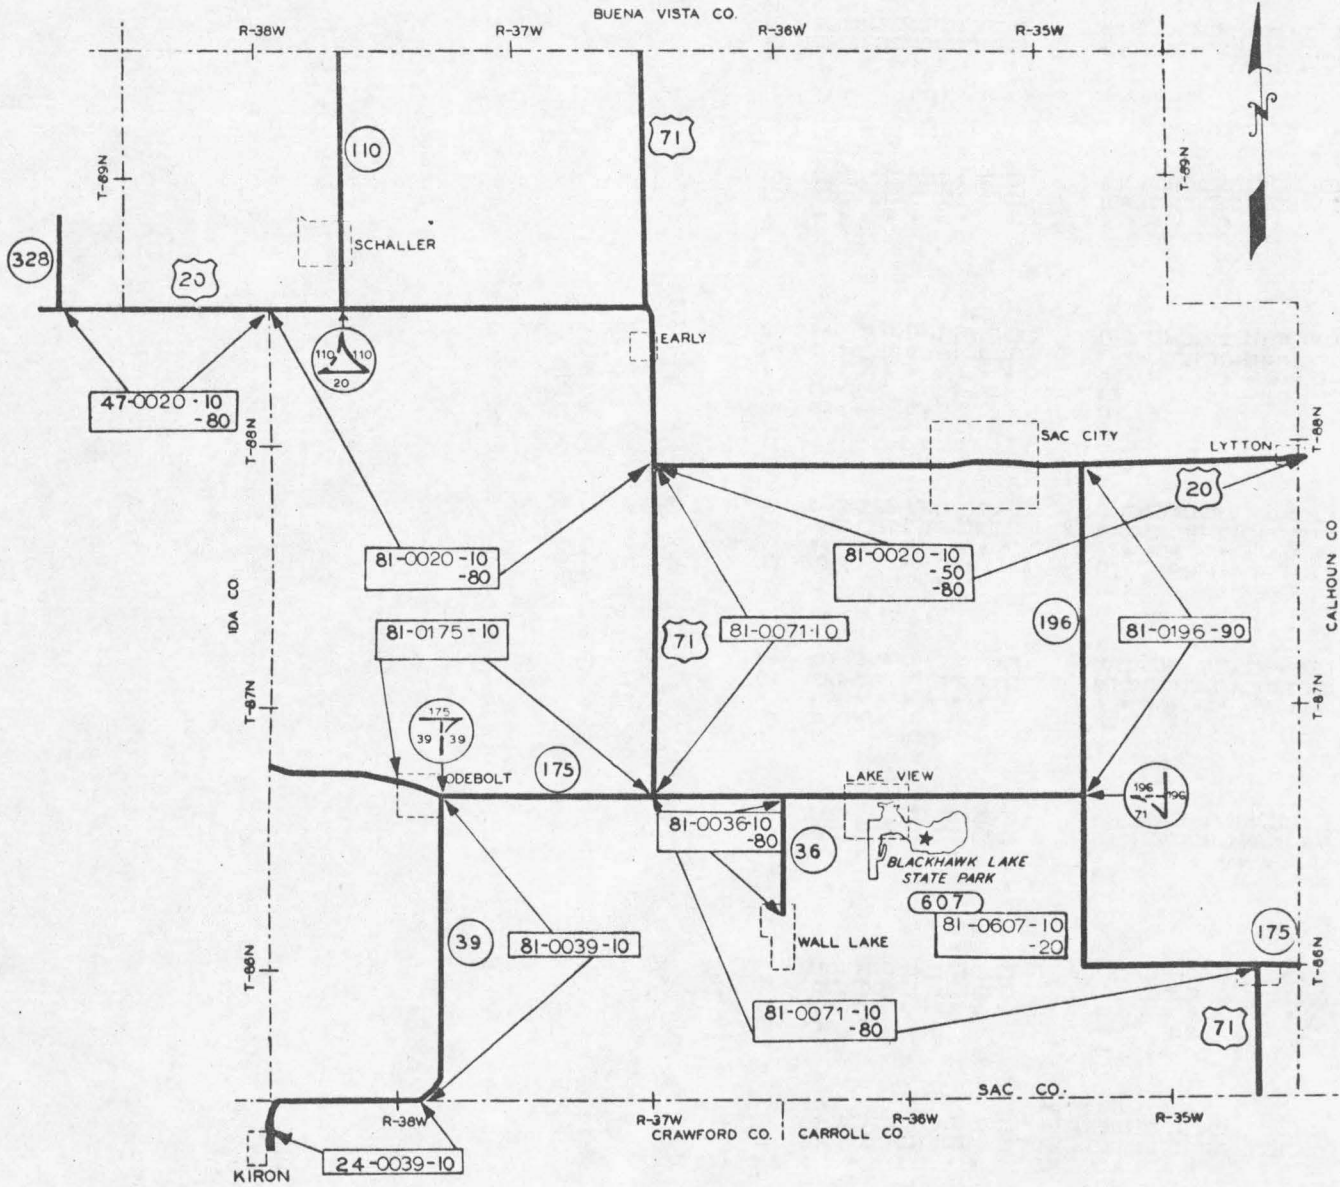 BUENA VISTA CO.
R-38W
R-37W
R-36W
R-35W
N
71
110
T-89N
T-89N
SCHALLER
328
20
EARLY
110 110
20
47-0020-10
-80
T-88N
SAC CITY
LYTTON
T-88N
20
81-0020-10
-80
81-0020-10
-50
-80
CALHOUN CO
IDA CO.
81-0175-10
71
81-0071-10
196
81-0196-90
T-87N
T-87N
175
39 39
ODEBOLT
175
LAKE VIEW
196 196
71
81-0036-10
-80
36
BLACKHAWK LAKE
STATE PARK
607
81-0607-10
-20
39
81-0039-10
WALL LAKE
175
T-86N
T-86N
81-0071-10
-80
71
SAC CO.
R-38W
R-37W
R-36W
R-35W
CRAWFORD CO.
CARROLL CO.
24-0039-10
KIRON